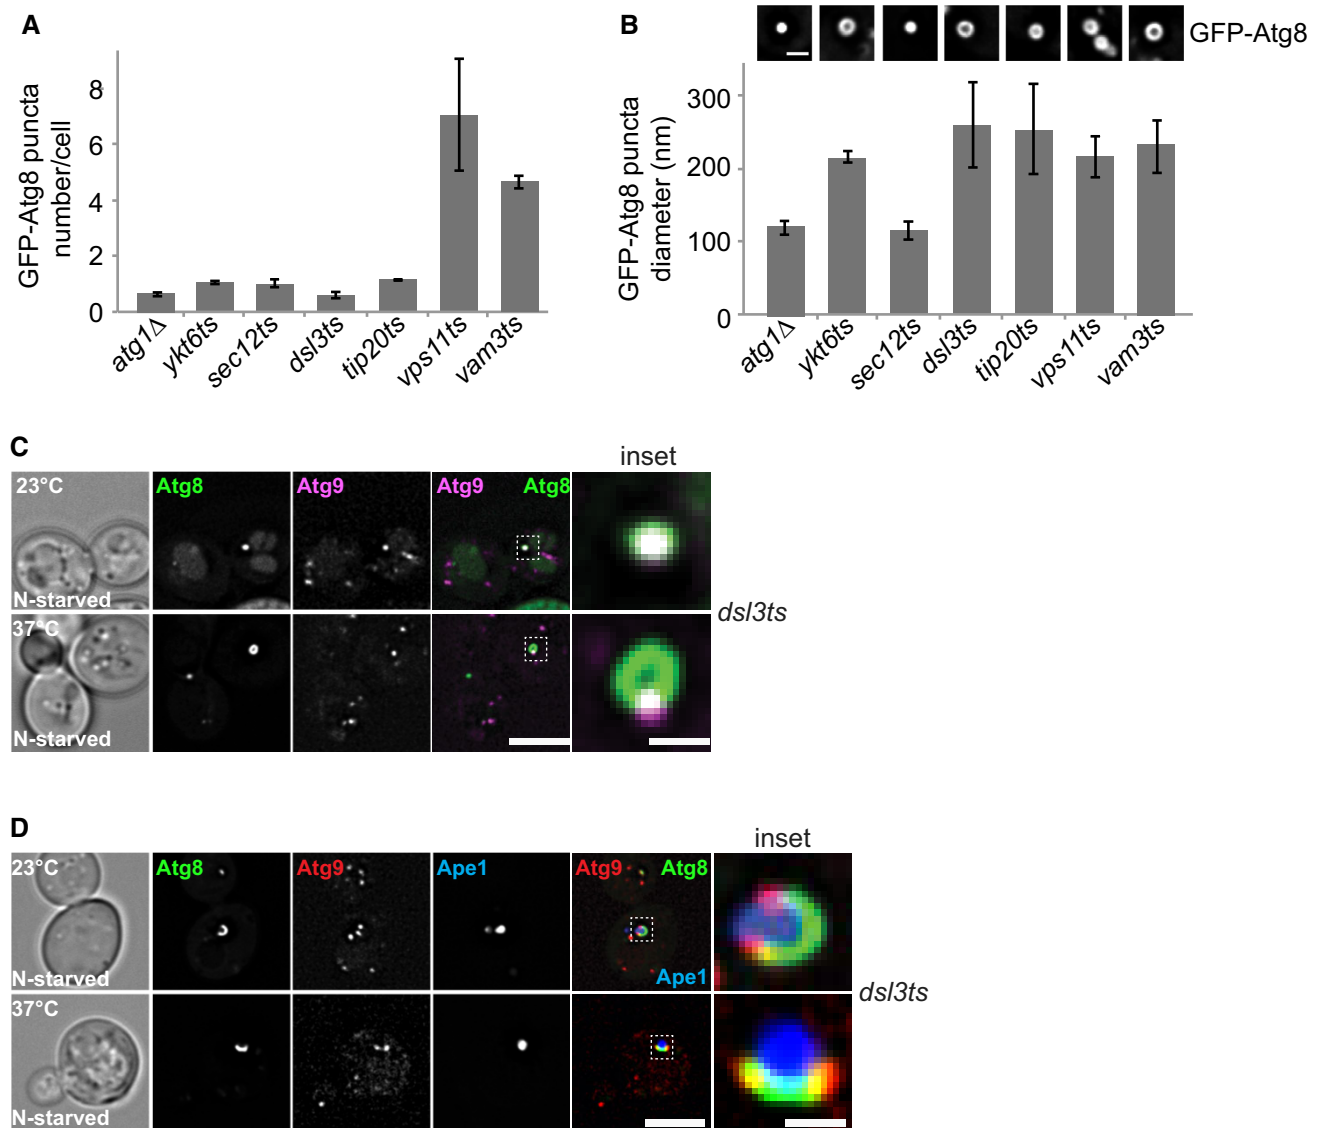 A
GFP-Atg8 puncta
number/cell
8
6
4
2
0
atg1Δ
ykt6ts
sec12ts
dsl3ts
tip20ts
vps11ts
vam3ts
B
GFP-Atg8
GFP-Atg8 puncta
diameter (nm)
300
200
100
0
atg1Δ
ykt6ts
sec12ts
dsl3ts
tip20ts
vps11ts
vam3ts
C
inset
23°C
Atg8
Atg9
Atg9 Atg8
N-starved
dsl3ts
37°C
N-starved
D
inset
23°C
Atg8
Atg9
Ape1
Atg9 Atg8
N-starved
Ape1
dsl3ts
37°C
N-starved